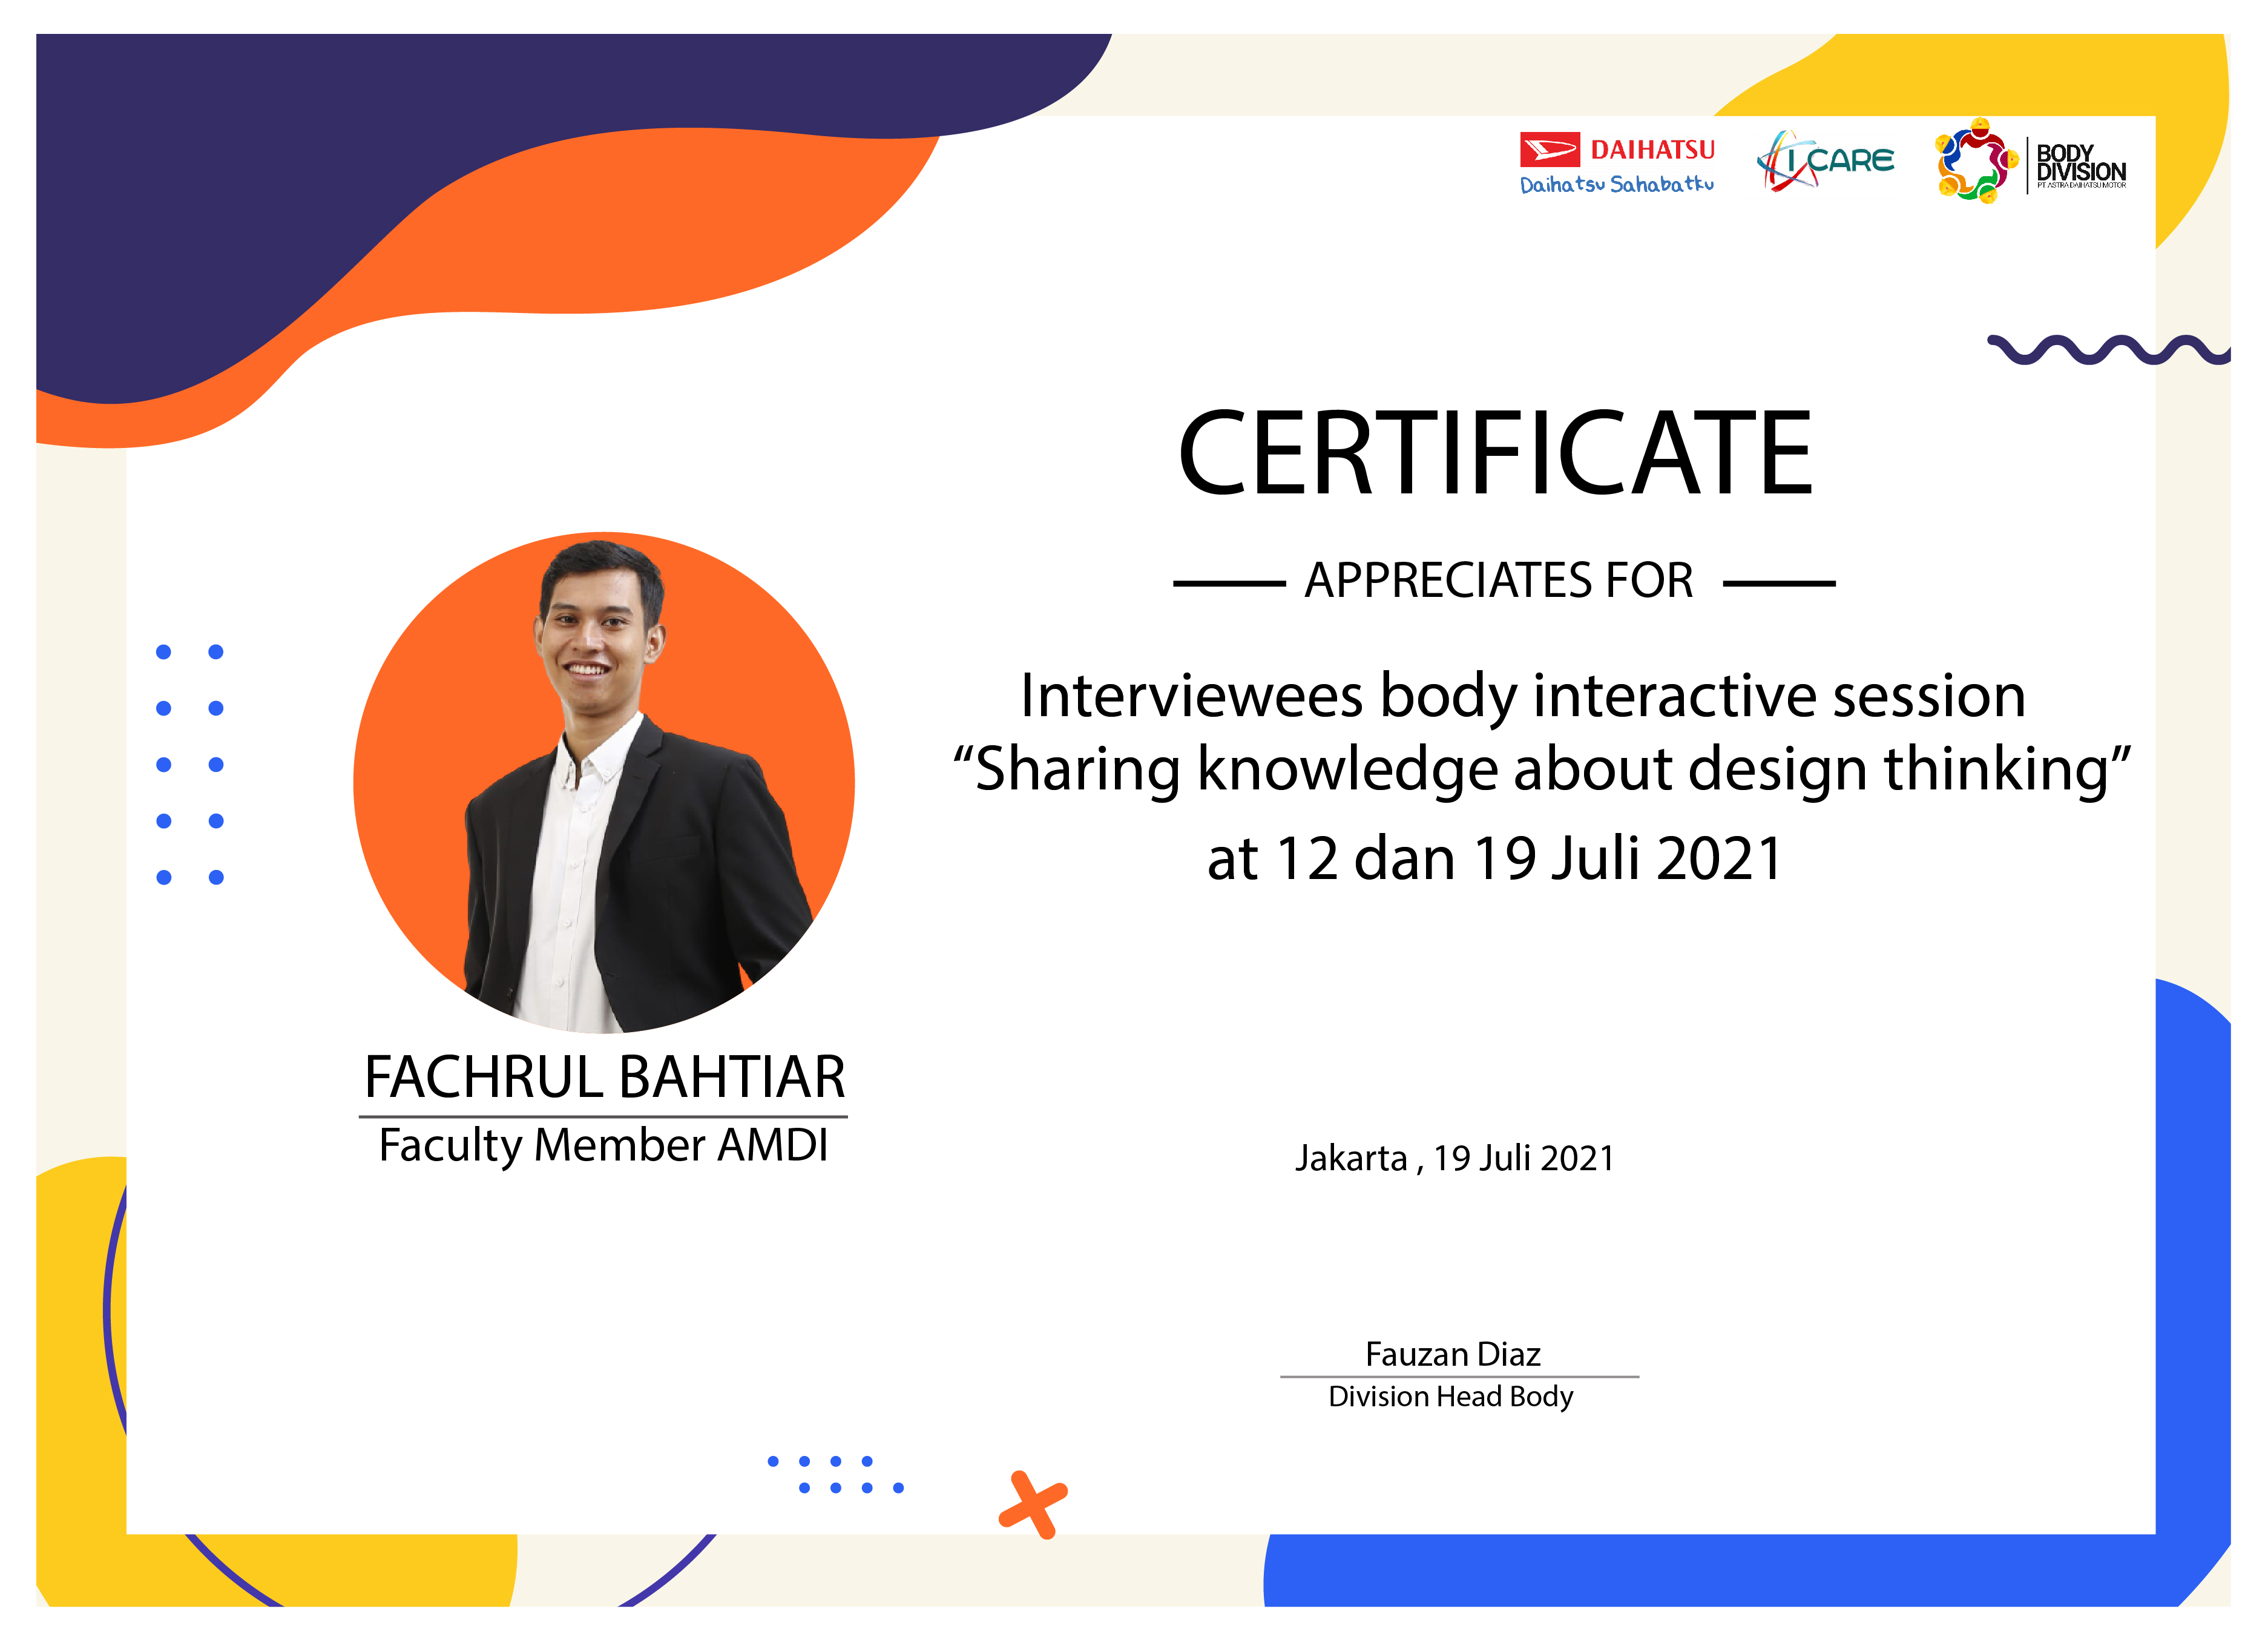 DAIHATSU
Daihatsu Sahabatku
I CARE
BODY
DIVISION
PT ASTRA DAIHATSU MOTOR
CERTIFICATE
APPRECIATES FOR
Interviewees body interactive session
“Sharing knowledge about design thinking”
at 12 dan 19 Juli 2021
FACHRUL BAHTIAR
Faculty Member AMDI
Jakarta , 19 Juli 2021
Fauzan Diaz
Division Head Body